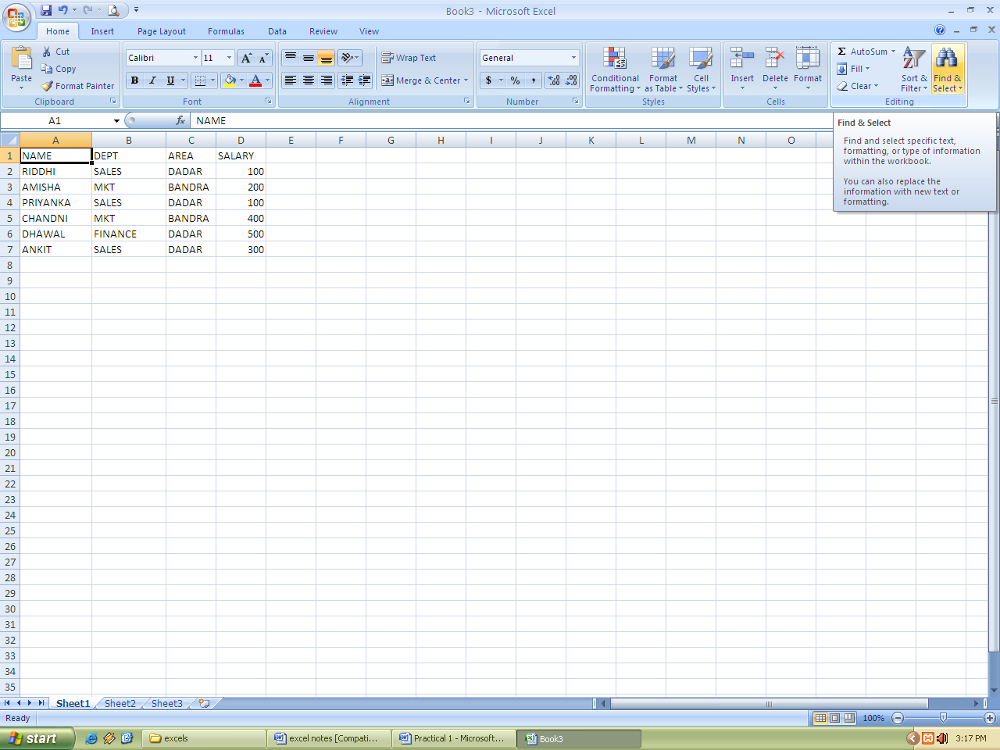 Book3 - Microsoft Excel
Home Insert Page Layout Formulas Data Review View
Paste
Cut
Copy
Format Painter
Clipboard
Calibri 11
B I U
Font
Wrap Text
Merge & Center
Alignment
General
$ % ,
Number
Conditional Formatting
Format as Table
Cell Styles
Styles
Insert Delete Format
Cells
Σ AutoSum
Fill
Clear
Sort & Filter
Find & Select
Editing
A1 fx NAME
Find & Select
Find and select specific text,
formatting, or type of information
within the workbook.
You can also replace the
information with new text or
formatting.
A B C D E F G H I J K L M N O
1 NAME DEPT AREA SALARY
2 RIDDHI SALES DADAR 100
3 AMISHA MKT BANDRA 200
4 PRIYANKA SALES DADAR 100
5 CHANDNI MKT BANDRA 400
6 DHAWAL FINANCE DADAR 500
7 ANKIT SALES DADAR 300
8
9
10
11
12
13
14
15
16
17
18
19
20
21
22
23
24
25
26
27
28
29
30
31
32
33
34
35
Sheet1 Sheet2 Sheet3
Ready 100%
start excels excel notes [Compati... Practical 1 - Microsoft... Book3 3:17 PM